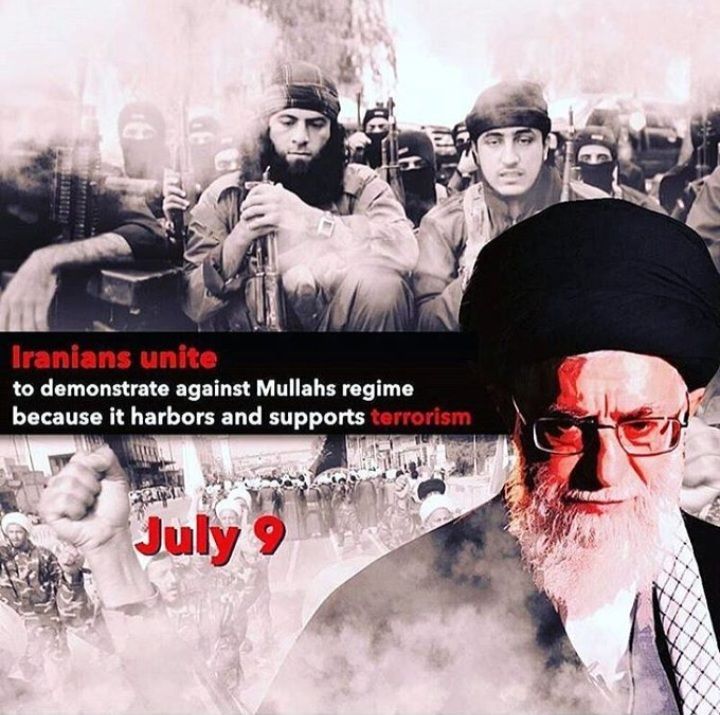 Iranians unite
to demonstrate against Mullahs regime
because it harbors and supports terrorism
July 9